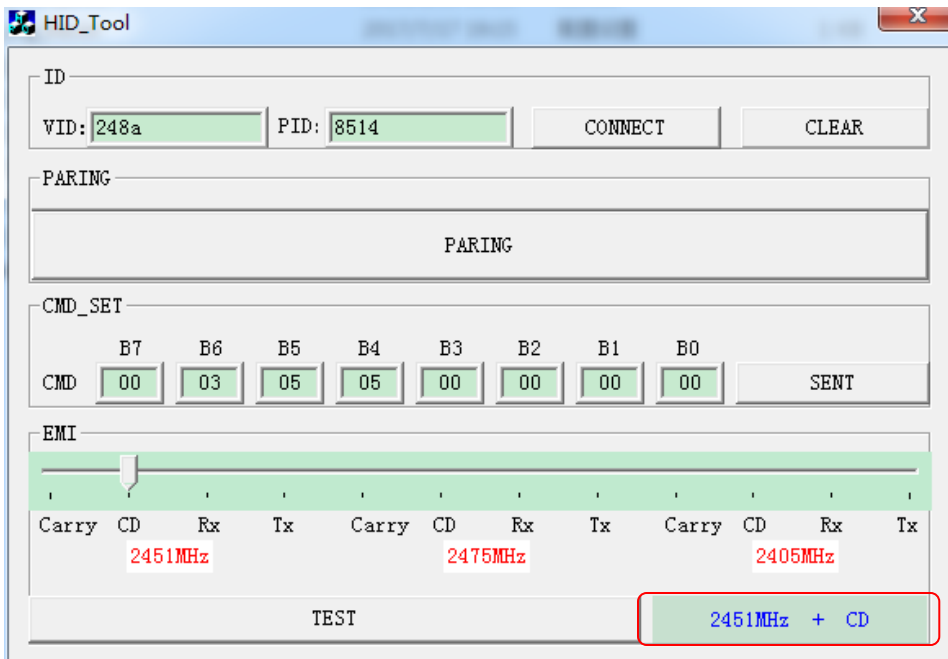 HID_Tool
ID
VID: 248a PID: 8514 CONNECT CLEAR
PARING
PARING
CMD_SET
B7 B6 B5 B4 B3 B2 B1 B0
CMD 00 03 05 05 00 00 00 00 SENT
EMI
Carry CD Rx Tx Carry CD Rx Tx Carry CD Rx Tx
2451MHz 2475MHz 2405MHz
TEST 2451MHz + CD